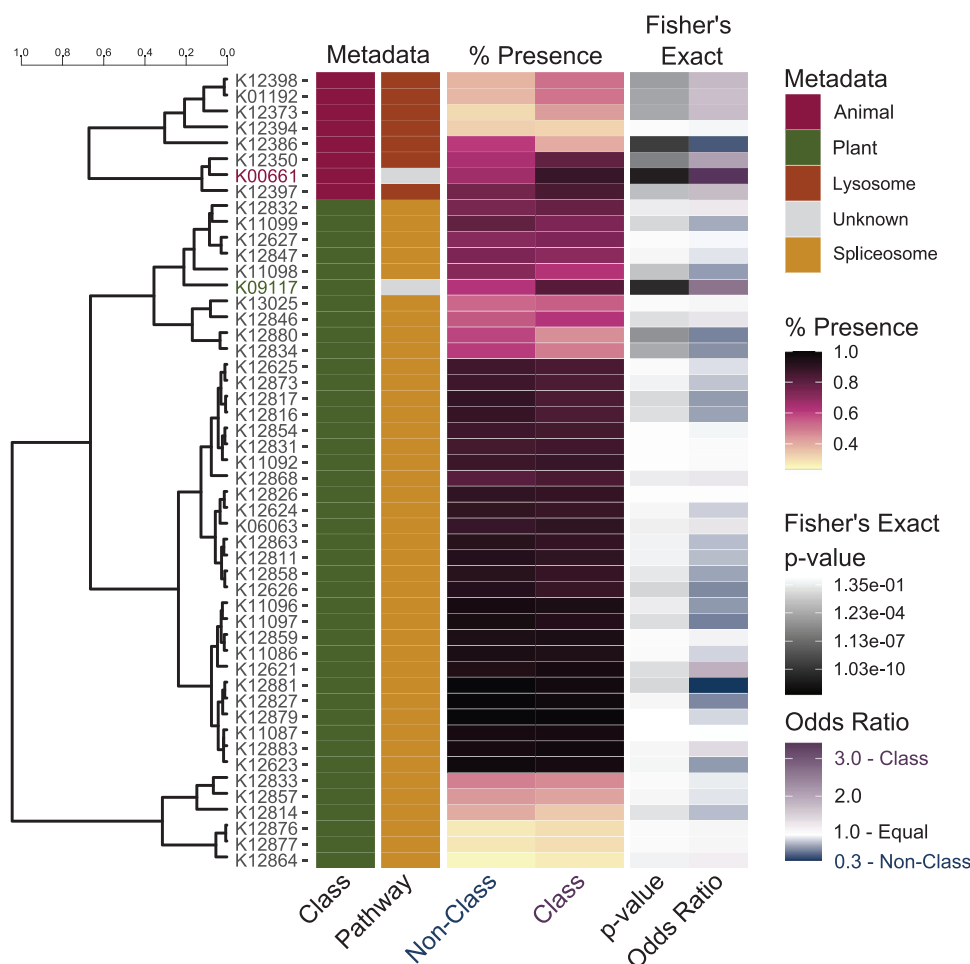 Metadata
% Presence
Fisher's
Exact
1.0
0.8
0.6
0.4
0.2
0.0
K12398
K01192
K12373
K12394
K12386
K12350
K00661
K12397
K12832
K11099
K12627
K12847
K11098
K09117
K13025
K12846
K12880
K12834
K12625
K12873
K12817
K12816
K12854
K12831
K11092
K12868
K12826
K12624
K06063
K12863
K12811
K12858
K12626
K11096
K11097
K12859
K11086
K12621
K12881
K12827
K12879
K11087
K12883
K12623
K12833
K12857
K12814
K12876
K12877
K12864
Class
Pathway
Non-Class
Class
p-value
Odds Ratio
Metadata
Animal
Plant
Lysosome
Unknown
Spliceosome
% Presence
1.0
0.8
0.6
0.4
Fisher's Exact
p-value
1.35e-01
1.23e-04
1.13e-07
1.03e-10
Odds Ratio
3.0 - Class
2.0
1.0 - Equal
0.3 - Non-Class